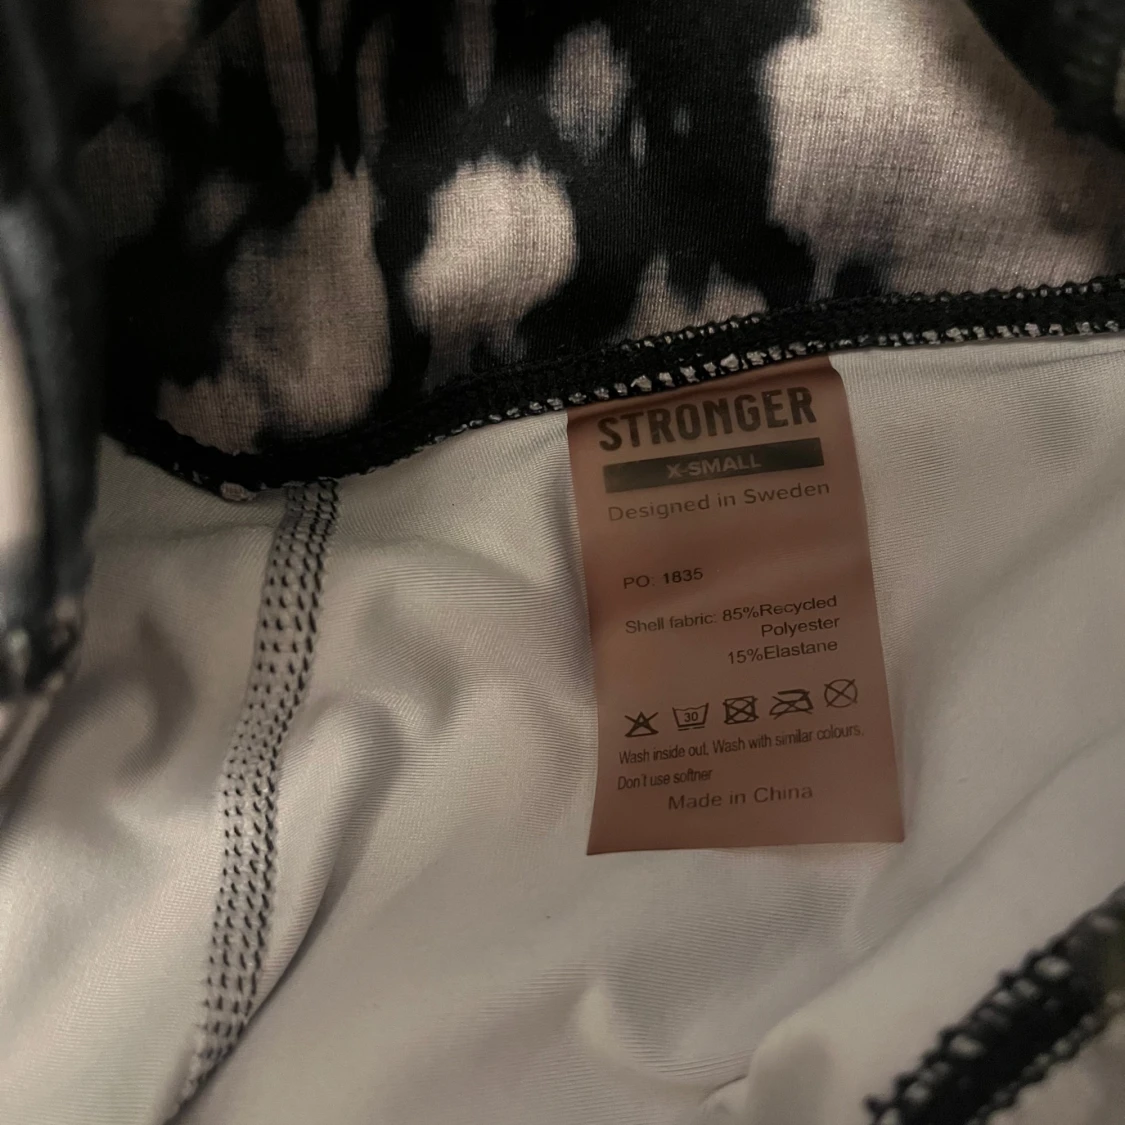 STRONGER
X-SMALL
Designed in Sweden
PO: 1835
Shell fabric: 85%Recycled
Polyester
15%Elastane
30
Wash inside out. Wash with similar colours.
Don't use softner
Made in China